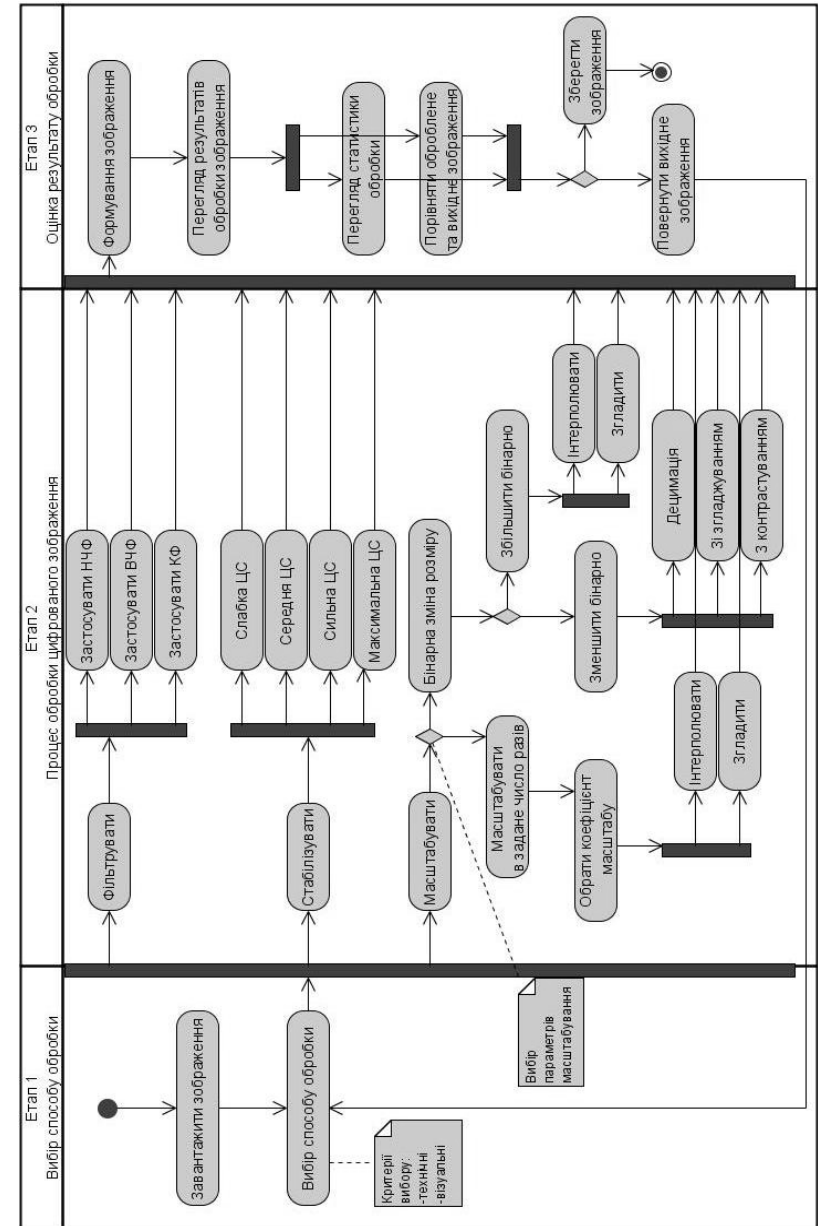 Етап 1
Вибір способу обробки
Завантажити зображення
Вибір способу обробки
Критерії
вибору:
-технічні
-візуальні
Етап 2
Процес обробки цифрованого зображення
Фільтрувати
Застосувати НЧФ
Застосувати ВЧФ
Застосувати КФ
Стабілізувати
Слабка ЦС
Середня ЦС
Сильна ЦС
Максимальна ЦС
Масштабувати
Бінарна зміна розміру
Вибір
параметрів
масштабування
Масштабувати
в задане число разів
Обрати коефіцієнт
масштабу
Інтерполювати
Згладити
Збільшити бінарно
Зменшити бінарно
Інтерполювати
Згладити
Децимація
Зі згладжуванням
З контрастуванням
Етап 3
Оцінка результату обробки
Формування зображення
Перегляд результатів
обробки зображення
Перегляд статистики
обробки
Порівняти оброблене
та вихідне зображення
Зберегти
зображення
Повернути вихідне
зображення